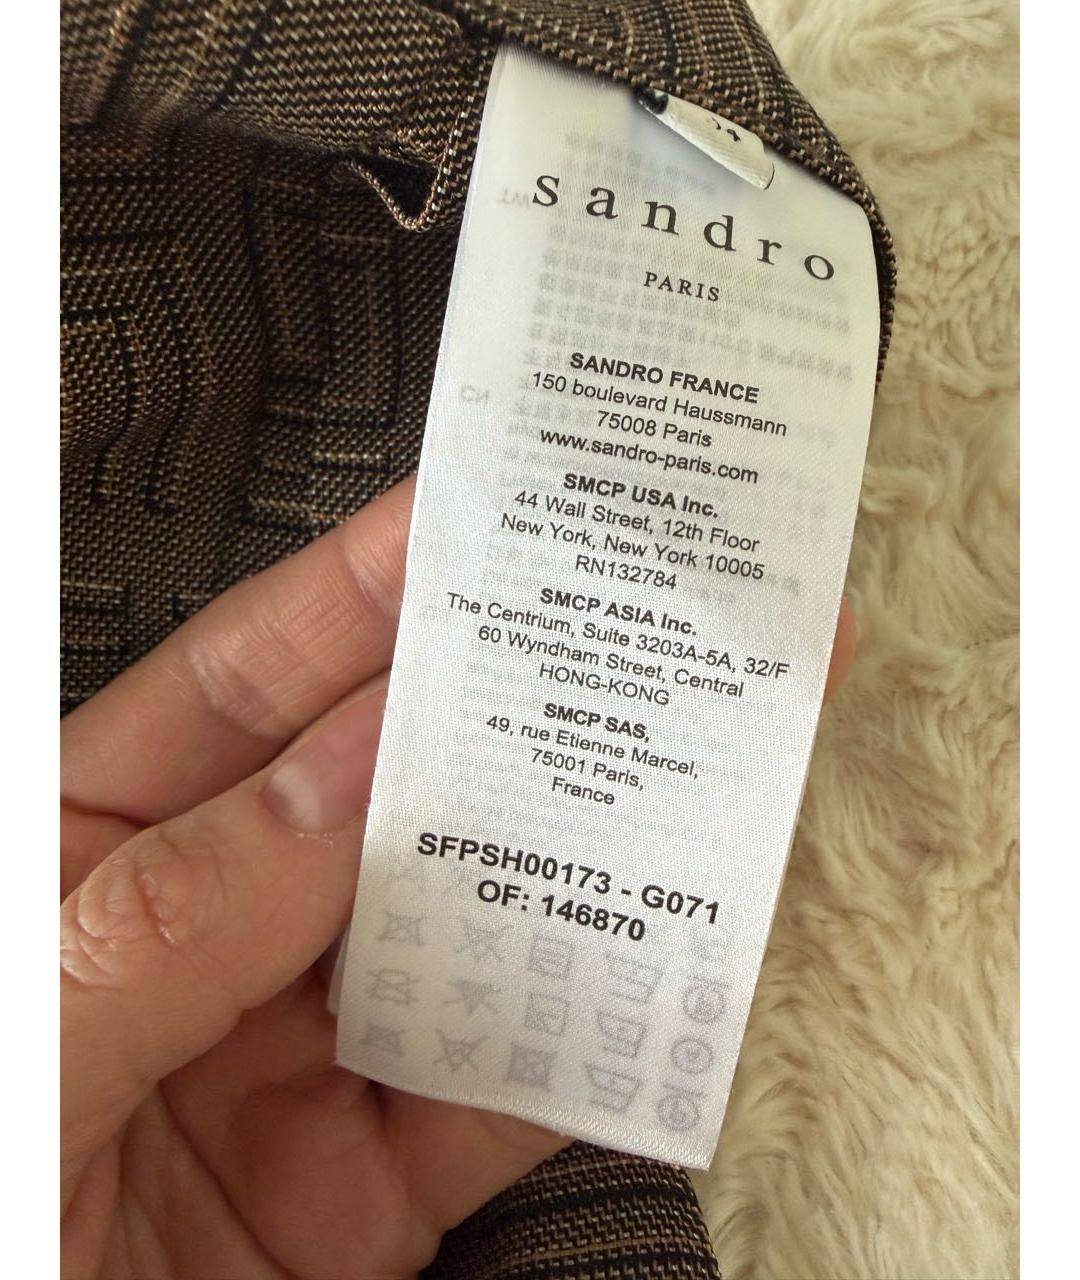 34
sandro
PARIS
SANDRO FRANCE
150 boulevard Haussmann
75008 Paris
www.sandro-paris.com
SMCP USA Inc.
44 Wall Street, 12th Floor
New York, New York 10005
RN132784
SMCP ASIA Inc.
The Centrium, Suite 3203A-5A, 32/F
60 Wyndham Street, Central
HONG-KONG
SMCP SAS,
49, rue Etienne Marcel,
75001 Paris,
France
SFPSH00173 - G071
OF: 146870